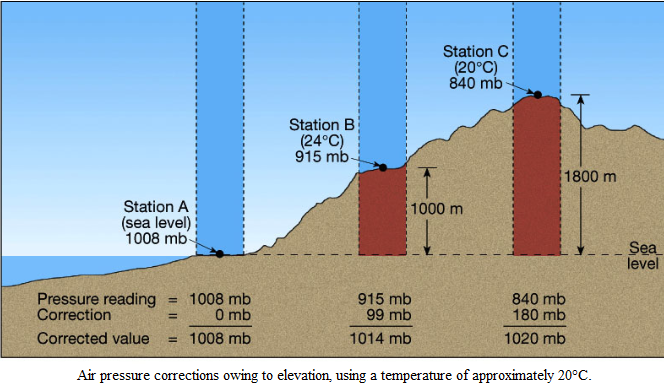 Station C
(20°C)
840 mb
Station B
(24°C)
915 mb
1800 m
1000 m
Station A
(sea level)
1008 mb
Sea
level
Pressure reading = 1008 mb 915 mb 840 mb
Correction = 0 mb 99 mb 180 mb
Corrected value = 1008 mb 1014 mb 1020 mb
Air pressure corrections owing to elevation, using a temperature of approximately 20°C.